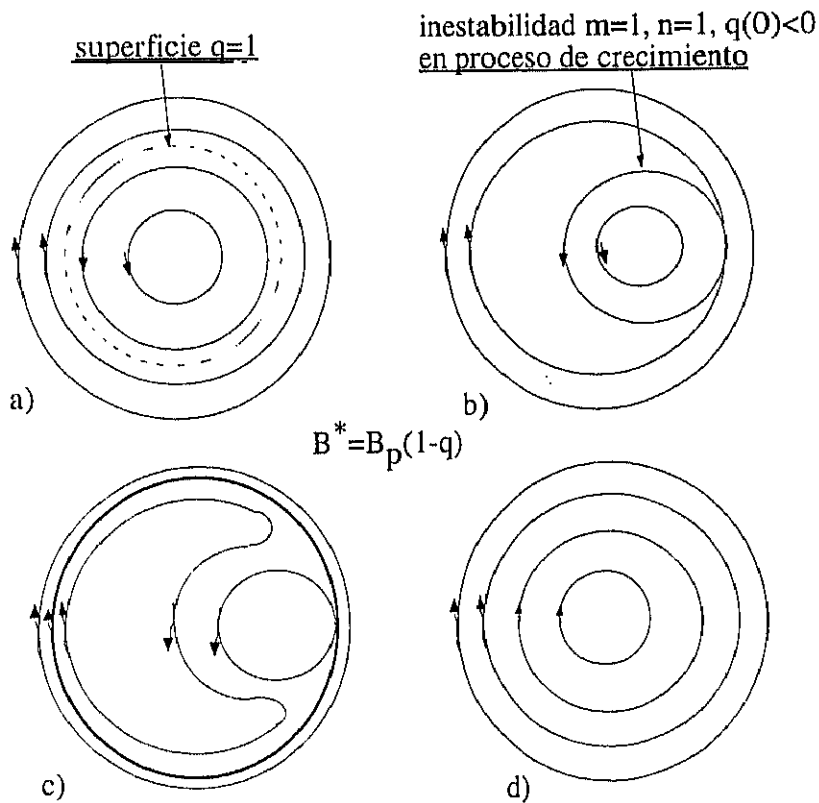 superficie q=1
inestabilidad m=1, n=1, q(0)<0
en proceso de crecimiento
a)
b)
B*=Bp(1-q)
c)
d)